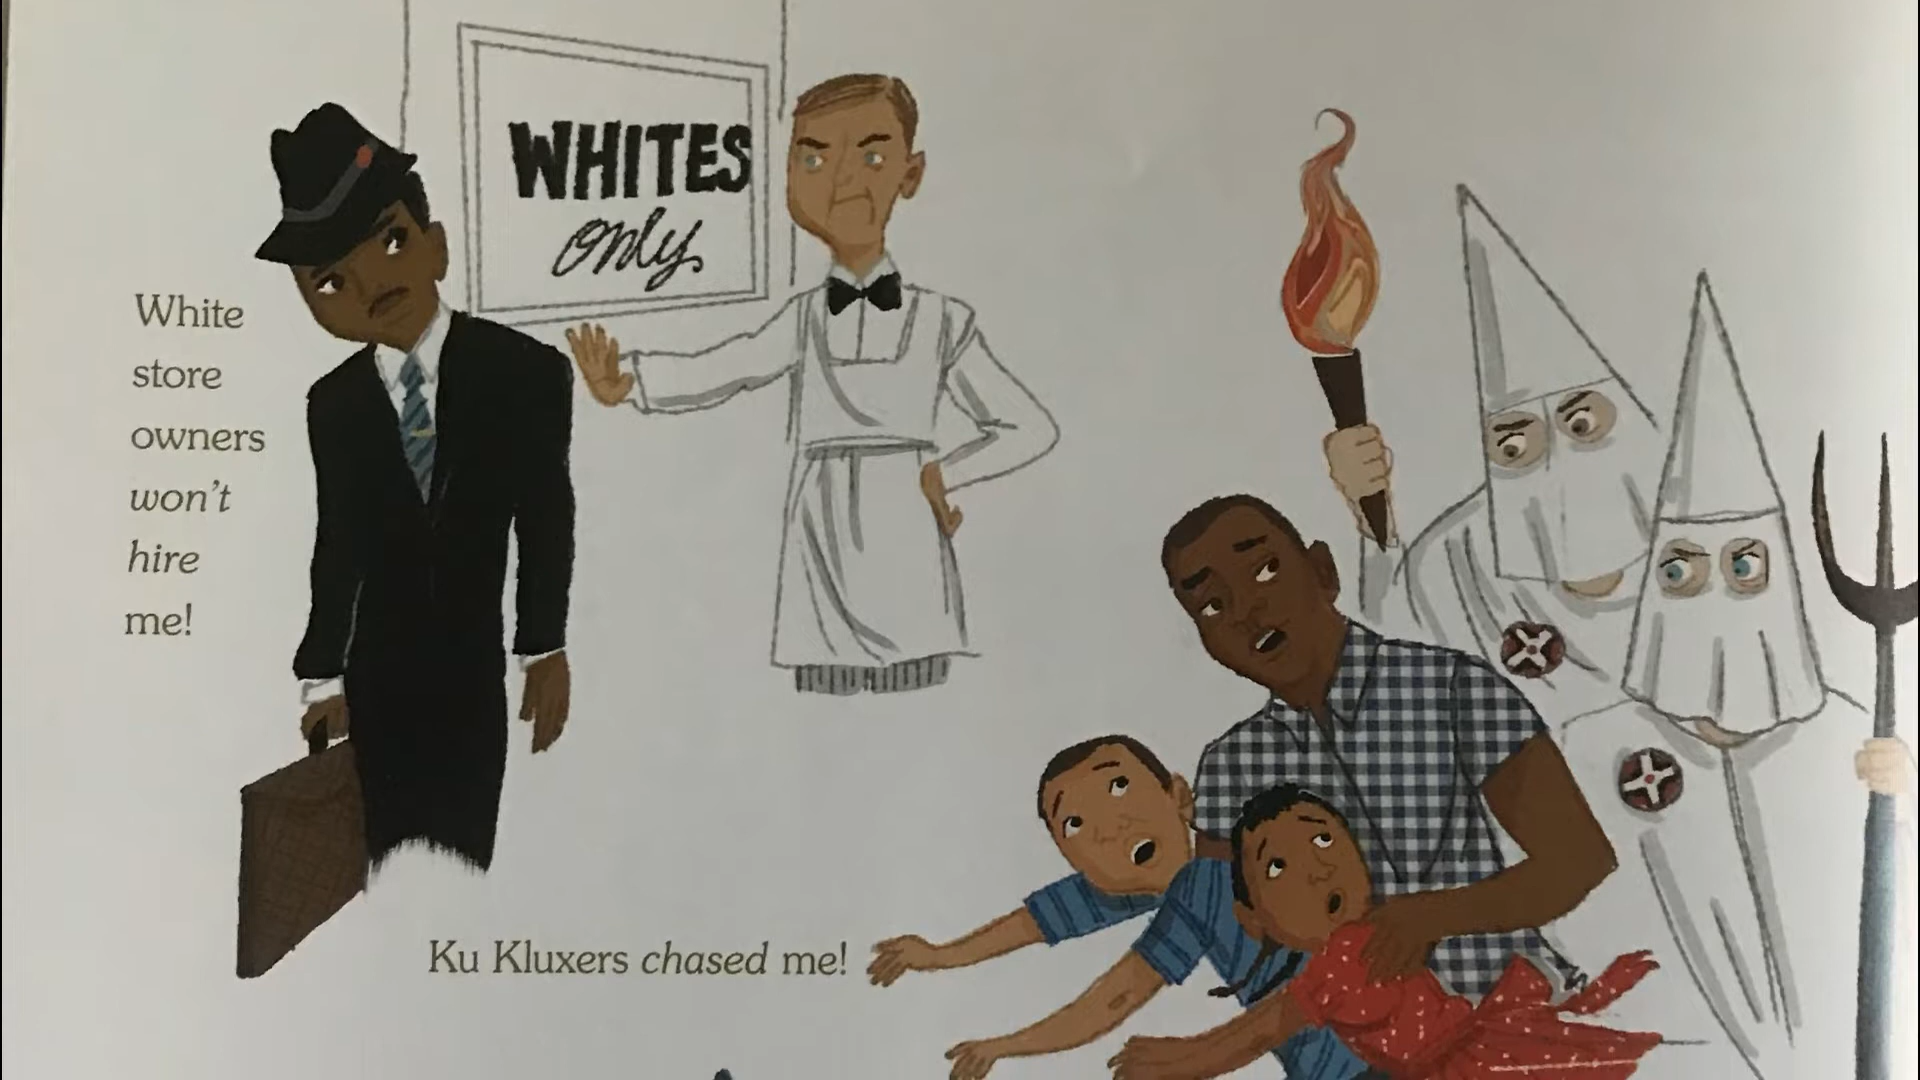 WHITES
only
White
store
owners
won't
hire
me!
Ku Kluxers chased me!